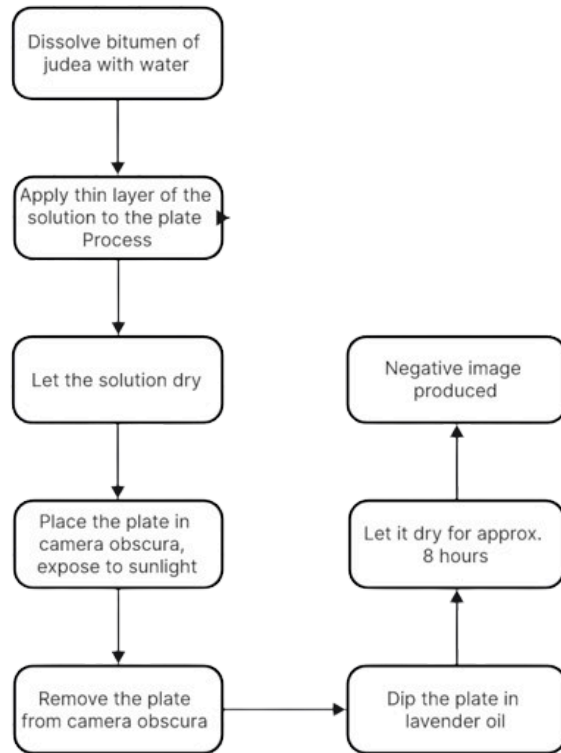 Dissolve bitumen of
judea with water
Apply thin layer of the
solution to the plate
Process
Let the solution dry
Place the plate in
camera obscura,
expose to sunlight
Remove the plate
from camera obscura
Dip the plate in
lavender oil
Let it dry for approx.
8 hours
Negative image
produced